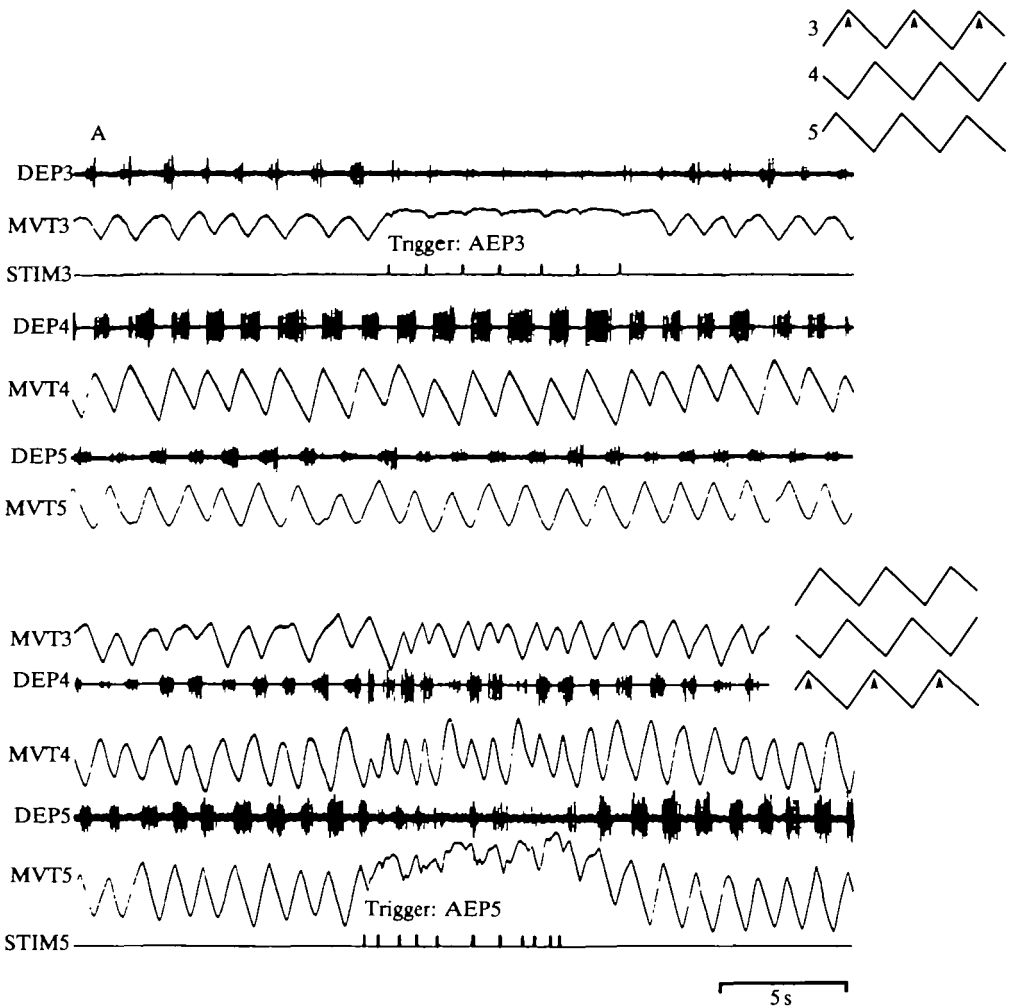 3
4
5
A
DEP3
MVT3
Trigger: AEP3
STIM3
DEP4
MVT4
DEP5
MVT5
MVT3
DEP4
MVT4
DEP5
MVT5
Trigger: AEP5
STIM5
5 s